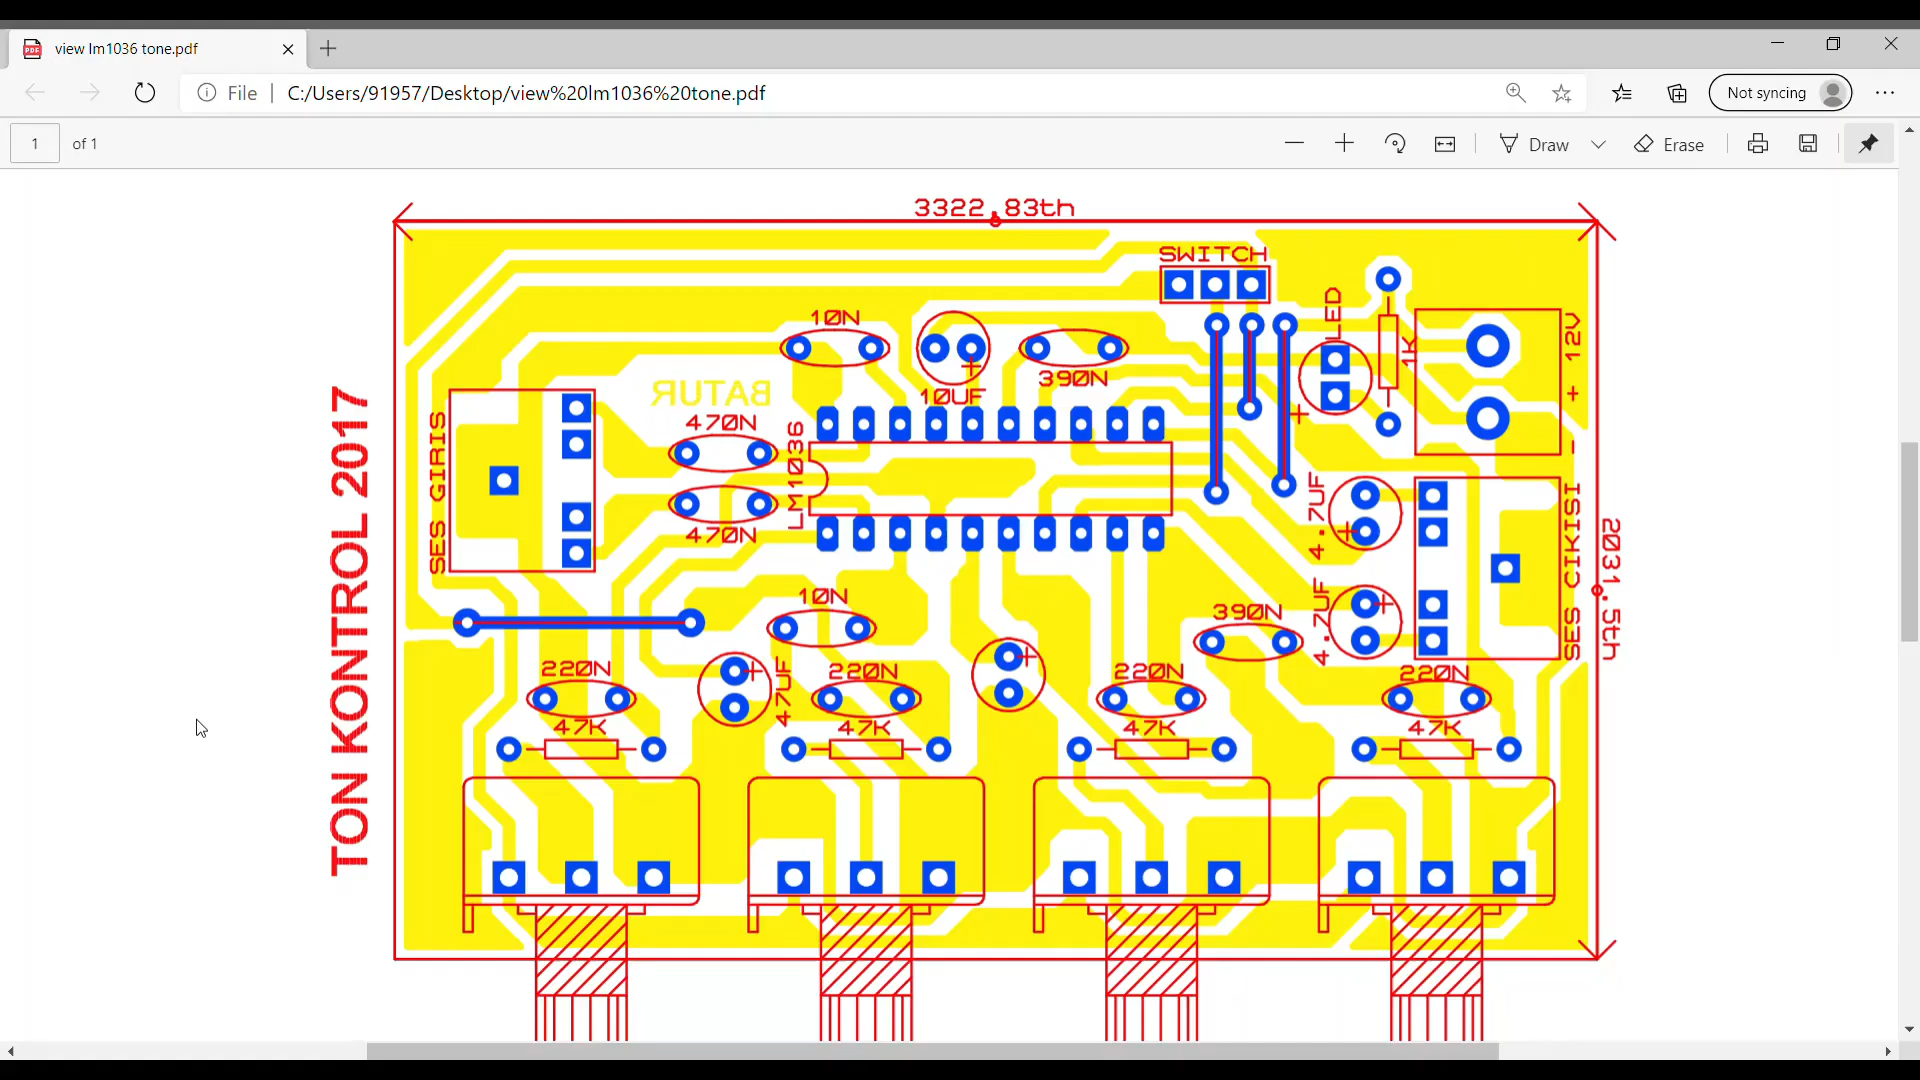 view lm1036 tone.pdf
File
C:/Users/91957/Desktop/view%20lm1036%20tone.pdf
Not syncing
1 of 1
Draw
Erase
3322.83th
SWITCH
LED
10N
10UF
390N
1K
- + 12V
BATUR
470N
470N
LM1036
SES GIRIS
TON KONTROL 2017
4.7UF
4.7UF
SES CIKISI
2031.5th
10N
390N
220N
47UF
220N
220N
220N
47K
47K
47K
47K